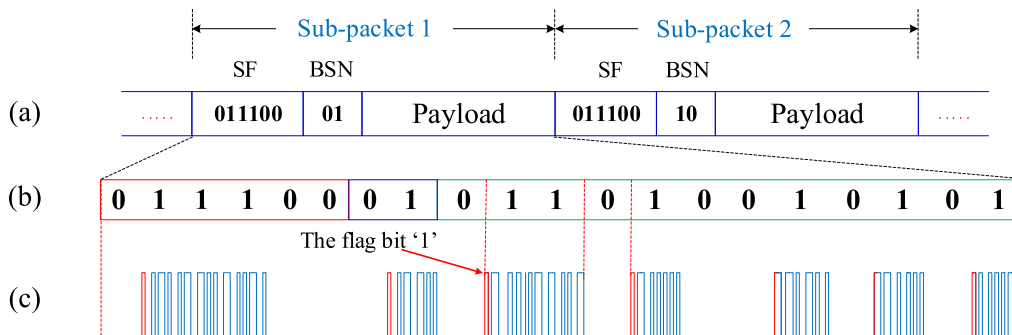 Sub-packet 1 Sub-packet 2
SF BSN SF BSN
(a) ..... 011100 01 Payload 011100 10 Payload .....
(b) 0 1 1 1 0 0 0 1 0 1 1 0 1 0 0 1 0 1 0 1
The flag bit ‘1’
(c)